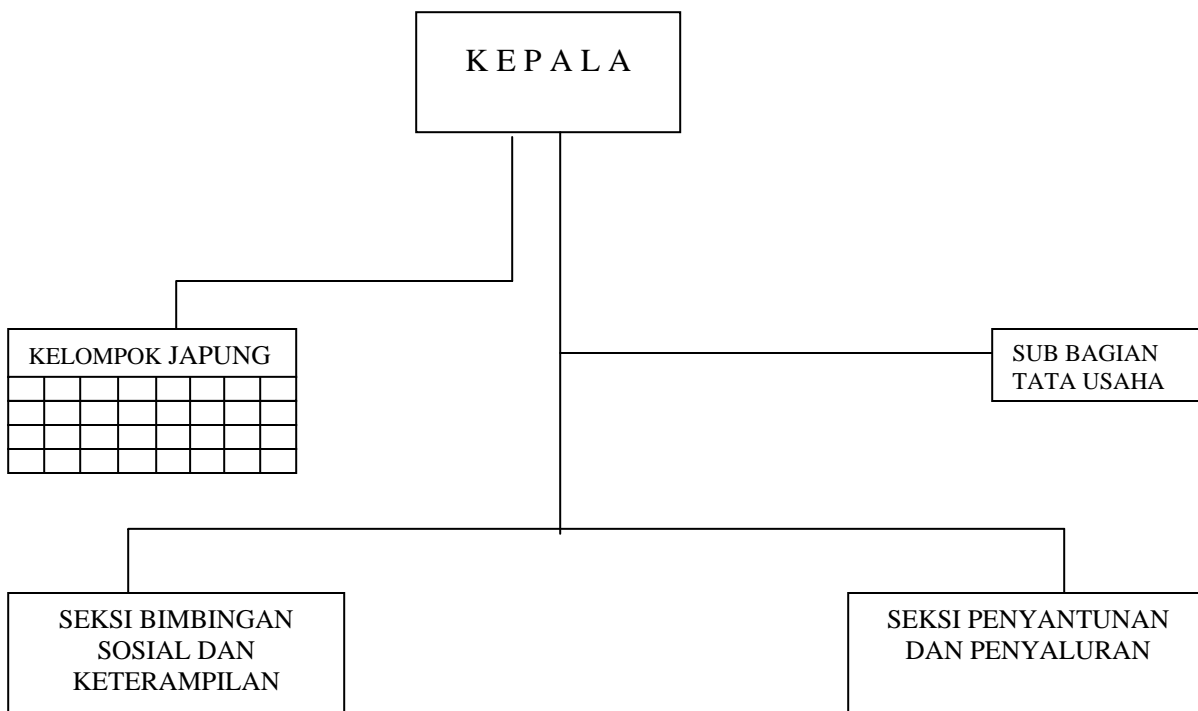 K E P A L A
KELOMPOK JAPUNG
SUB BAGIAN
TATA USAHA
SEKSI BIMBINGAN
SOSIAL DAN
KETERAMPILAN
SEKSI PENYANTUNAN
DAN PENYALURAN